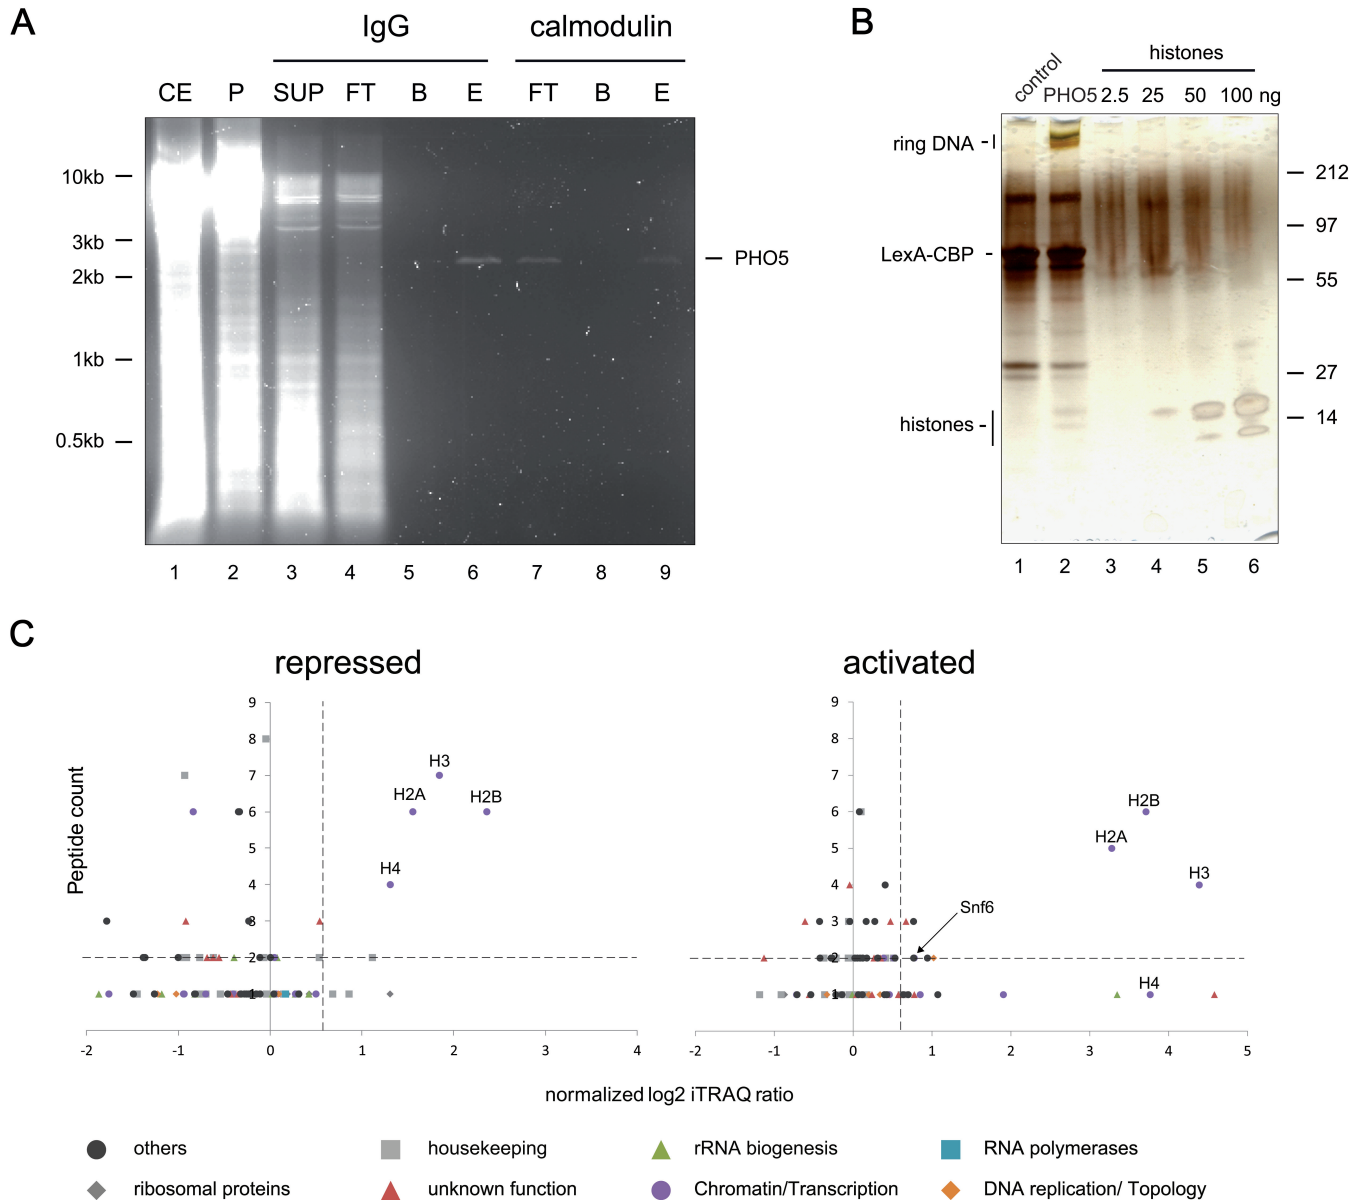 A
IgG
calmodulin
CE P SUP FT B E FT B E
10kb
3kb
2kb
1kb
0.5kb
PHO5
1 2 3 4 5 6 7 8 9
B
control
PHO5
histones
2.5 25 50 100 ng
ring DNA
LexA-CBP
histones
212
97
55
27
14
1 2 3 4 5 6
C
repressed
Peptide count
9
8
7
6
5
4
3
2
1
H3
H2A
H2B
H4
-2 -1 0 1 2 3 4
activated
9
8
7
6
5
4
3
2
1
H2B
H2A
H3
Snf6
H4
-2 -1 0 1 2 3 4 5
normalized log2 iTRAQ ratio
others
housekeeping
rRNA biogenesis
RNA polymerases
ribosomal proteins
unknown function
Chromatin/Transcription
DNA replication/ Topology